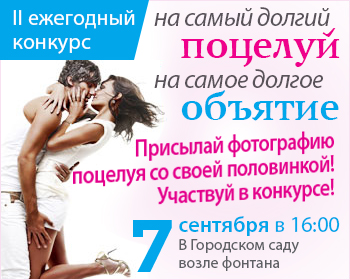 II ежегодный
конкурс
на самый долгий
поцелуй
на самое долгое
объятие
Присылай фотографию
поцелуя со своей половинкой!
Участвуй в конкурсе!
7 сентября в 16:00
В Городском саду
возле фонтана